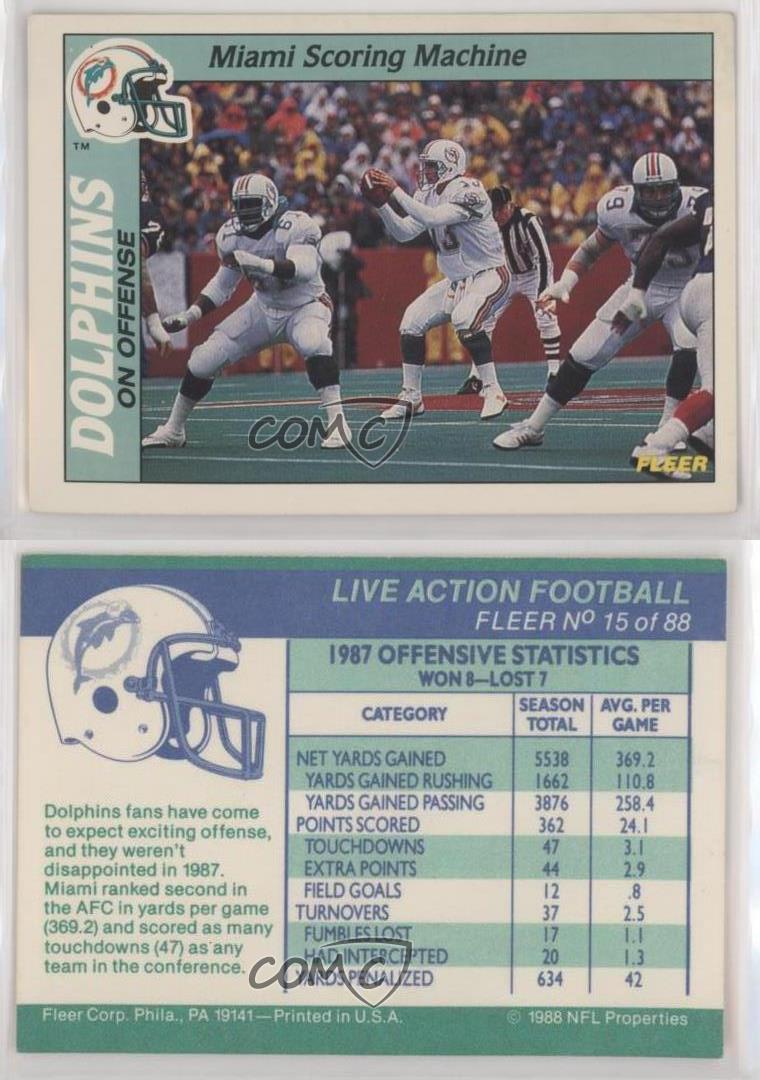 Miami Scoring Machine
TM
DOLPHINS
ON OFFENSE
67
13
79
COMC
FLEER
LIVE ACTION FOOTBALL
FLEER Nº 15 of 88
1987 OFFENSIVE STATISTICS
WON 8—LOST 7
CATEGORY SEASON TOTAL AVG. PER GAME
NET YARDS GAINED 5538 369.2
YARDS GAINED RUSHING 1662 110.8
YARDS GAINED PASSING 3876 258.4
POINTS SCORED 362 24.1
TOUCHDOWNS 47 3.1
EXTRA POINTS 44 2.9
FIELD GOALS 12 .8
TURNOVERS 37 2.5
FUMBLES LOST 17 1.1
HAD INTERCEPTED 20 1.3
YARDS PENALIZED 634 42
Dolphins fans have come
to expect exciting offense,
and they weren't
disappointed in 1987.
Miami ranked second in
the AFC in yards per game
(369.2) and scored as many
touchdowns (47) as any
team in the conference.
COMC
Fleer Corp. Phila., PA 19141—Printed in U.S.A.
© 1988 NFL Properties